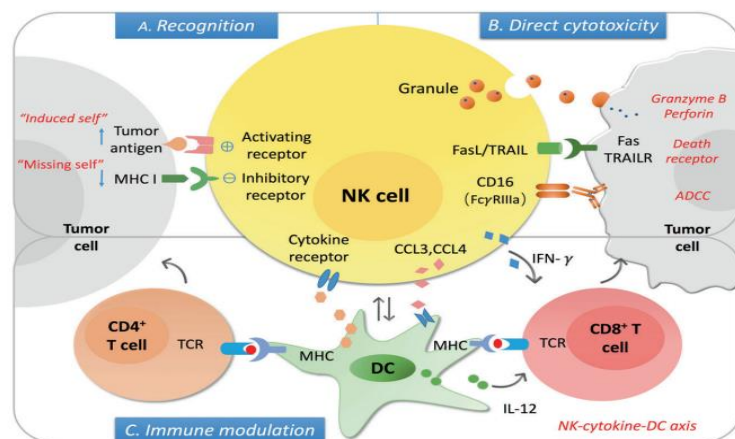 A. Recognition
B. Direct cytotoxicity
"Induced self"
Tumor
antigen
Activating
receptor
"Missing self"
MHC I
Inhibitory
receptor
Tumor
cell
NK cell
Granule
Granzyme B
Perforin
FasL/TRAIL
Fas
TRAILR
Death
receptor
CD16
(FcγRIIIa)
ADCC
Tumor
cell
Cytokine
receptor
CCL3,CCL4
IFN-γ
CD4+
T cell
TCR
MHC
DC
MHC
TCR
CD8+ T
cell
IL-12
C. Immune modulation
NK-cytokine-DC axis